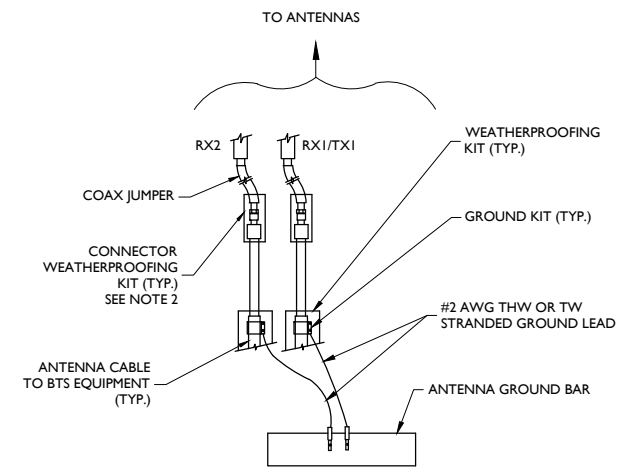 TO ANTENNAS
RX2
RX1/TX1
WEATHERPROOFING
KIT (TYP.)
COAX JUMPER
GROUND KIT (TYP.)
CONNECTOR
WEATHERPROOFING
KIT (TYP.)
SEE NOTE 2
#2 AWG THW OR TW
STRANDED GROUND LEAD
ANTENNA CABLE
TO BTS EQUIPMENT
(TYP.)
ANTENNA GROUND BAR